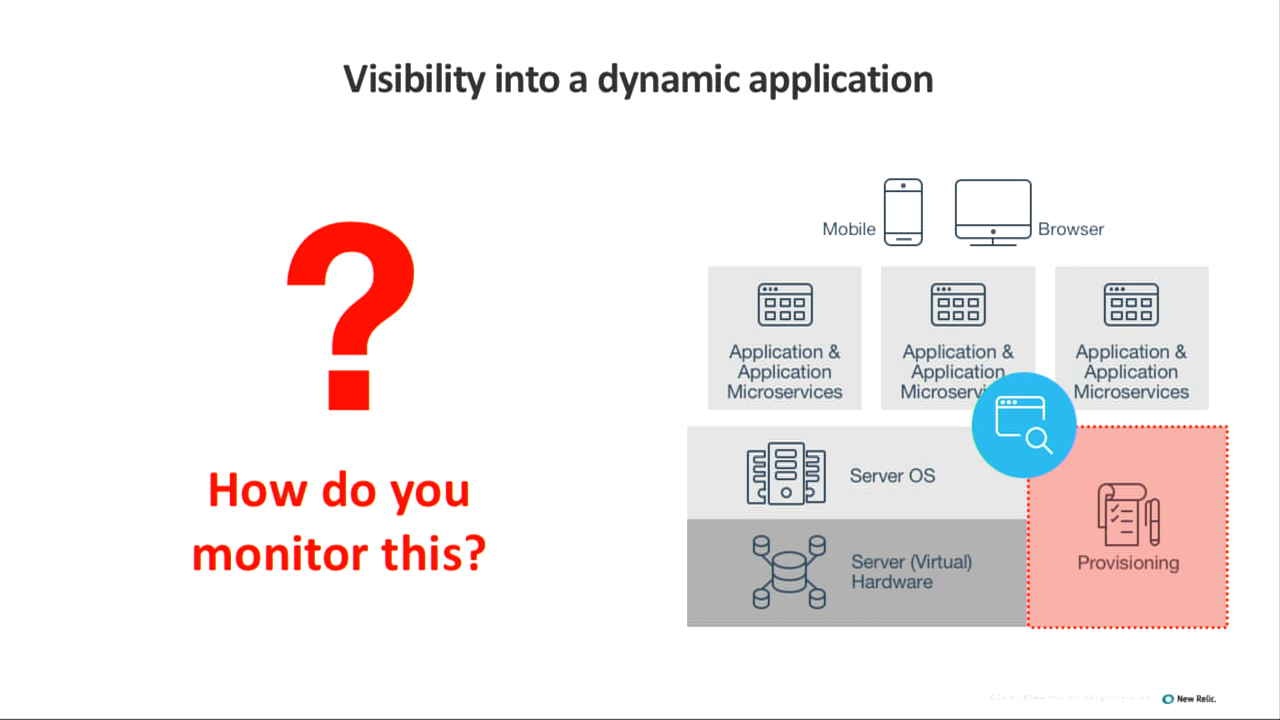 Visibility into a dynamic application
?
How do you
monitor this?
Mobile
Browser
Application &
Application
Microservices
Application &
Application
Application &
Application
Microservices
Server OS
Server (Virtual)
Hardware
Provisioning
New Relic.